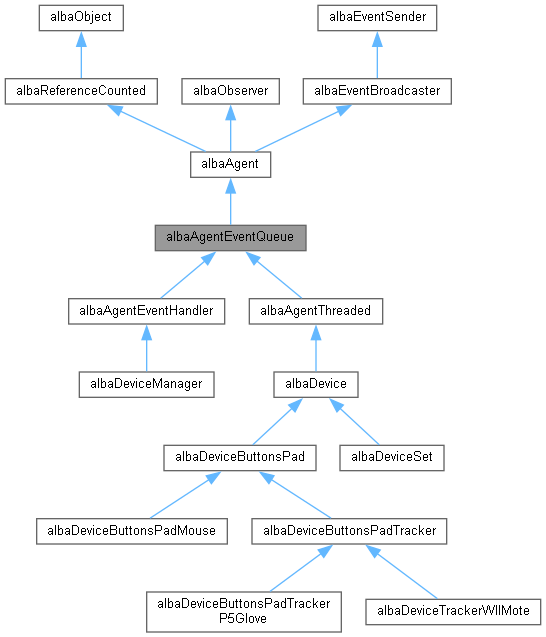 albaObject
albaEventSender
albaReferenceCounted
albaObserver
albaEventBroadcaster
albaAgent
albaAgentEventQueue
albaAgentEventHandler
albaAgentThreaded
albaDeviceManager
albaDevice
albaDeviceButtonsPad
albaDeviceSet
albaDeviceButtonsPadMouse
albaDeviceButtonsPadTracker
albaDeviceButtonsPadTracker
P5Glove
albaDeviceTrackerWIIMote